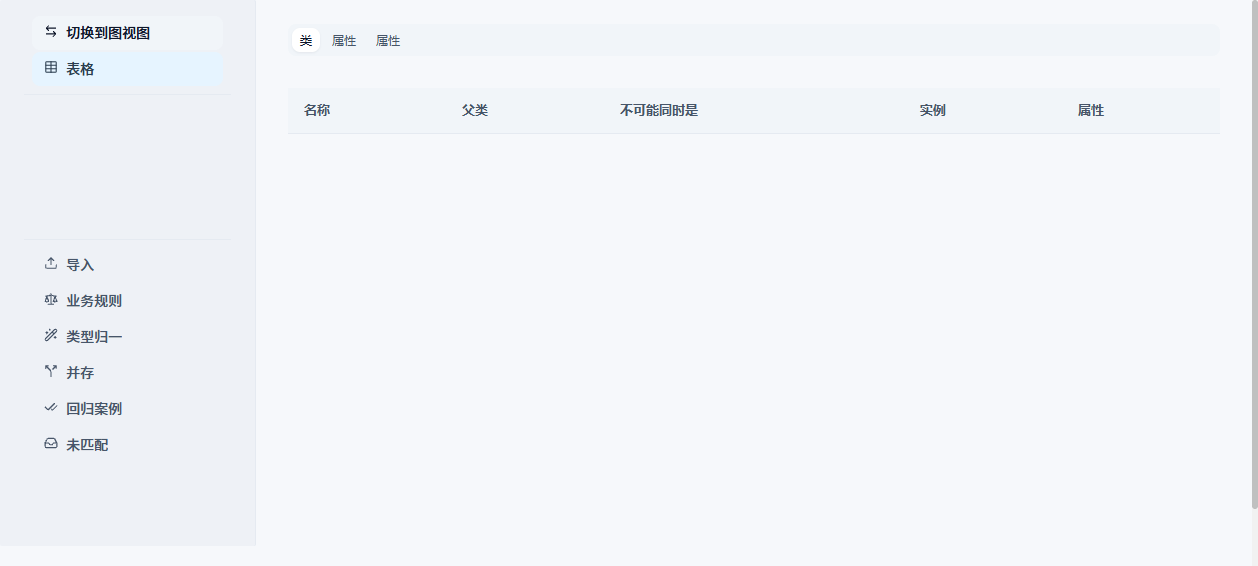 切换到图视图
表格
导入
业务规则
类型归一
并存
回归案例
未匹配
类 属性 属性
名称 父类 不可能同时是 实例 属性